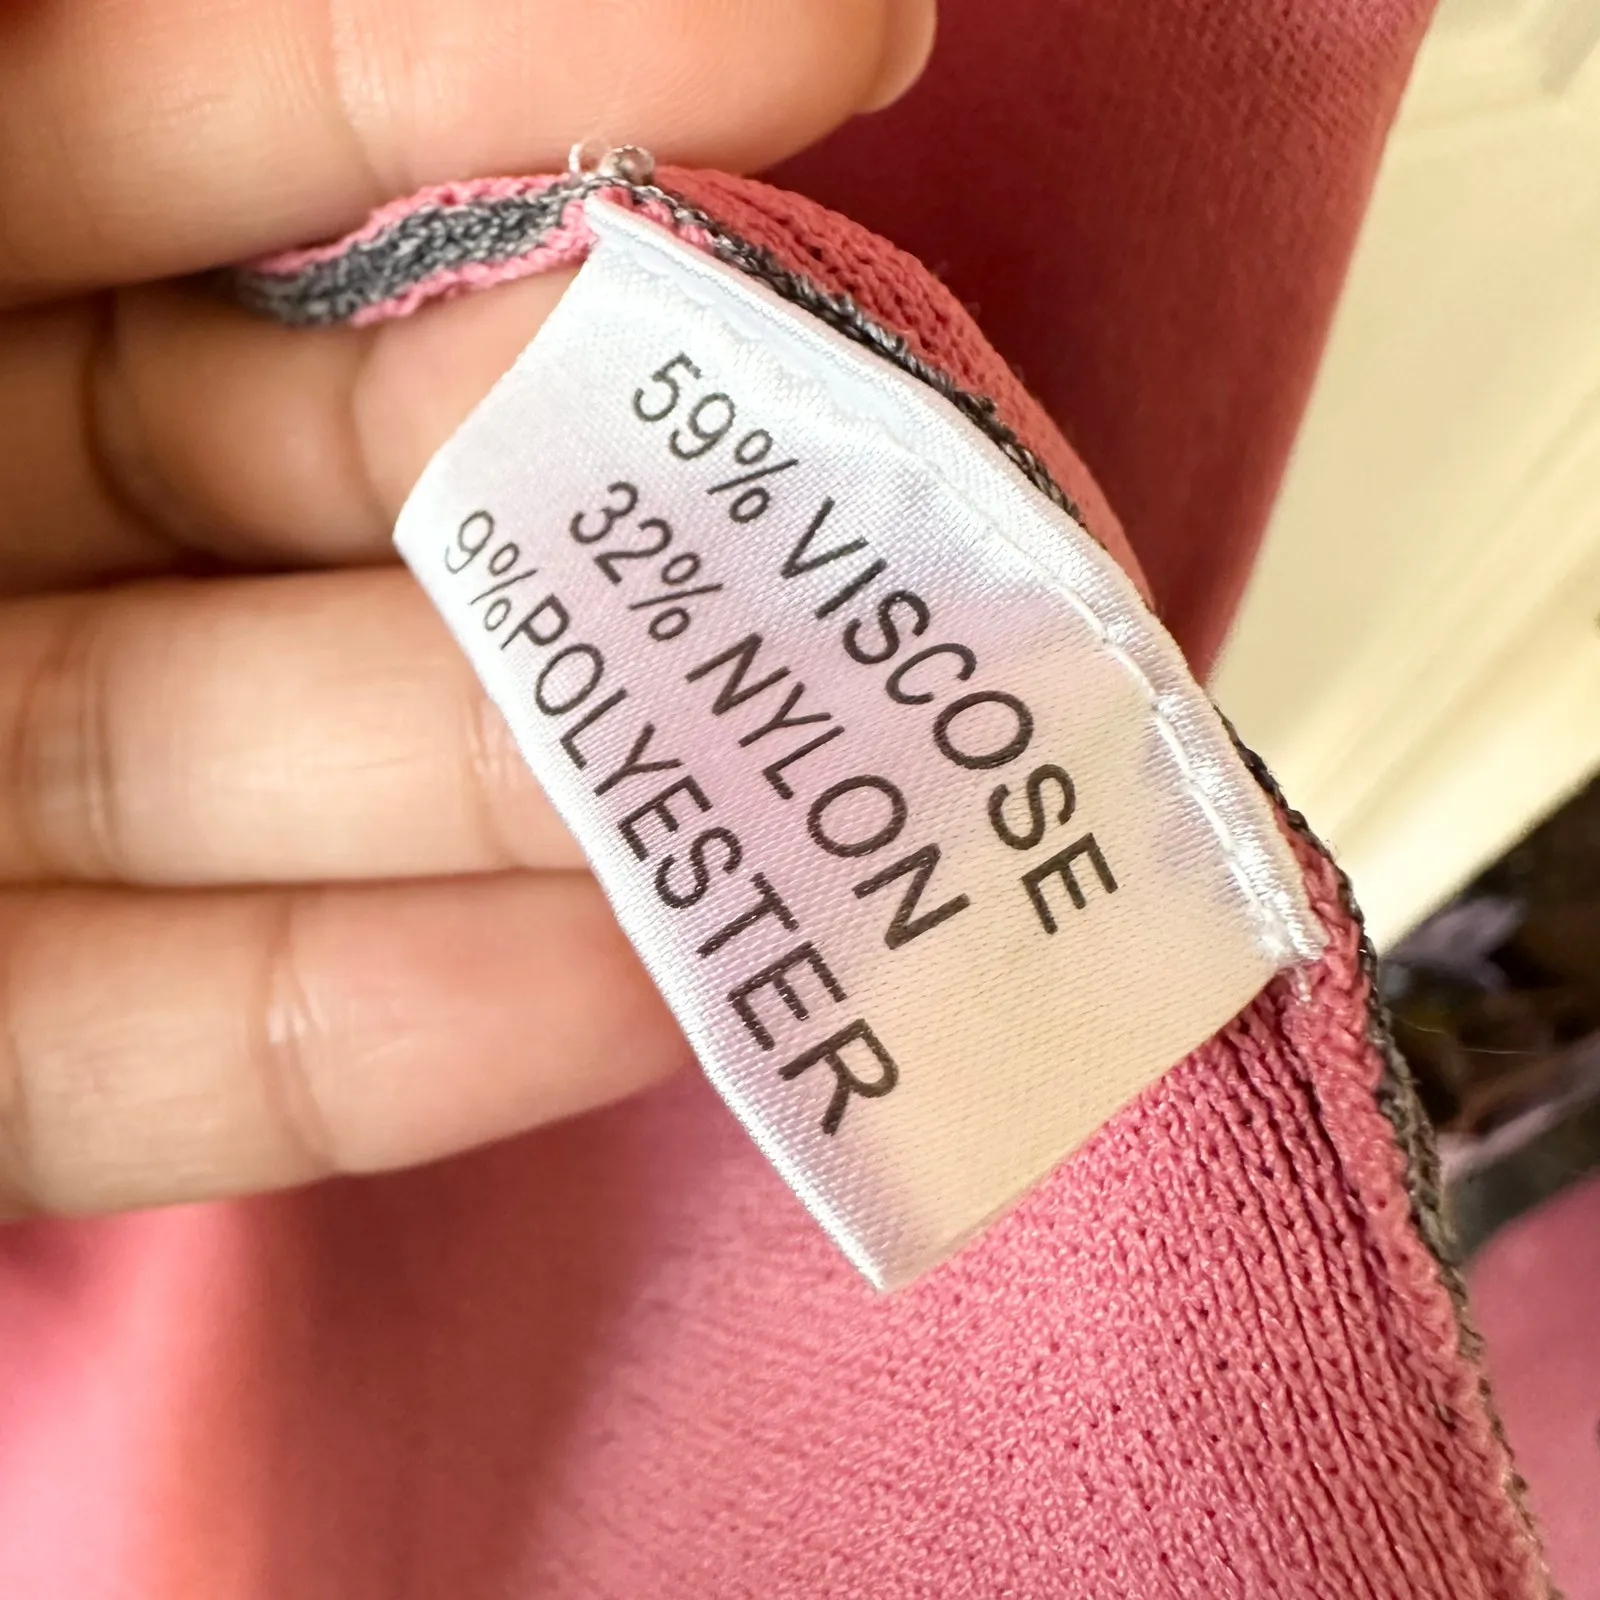 59% VISCOSE
32% NYLON
9%POLYESTER